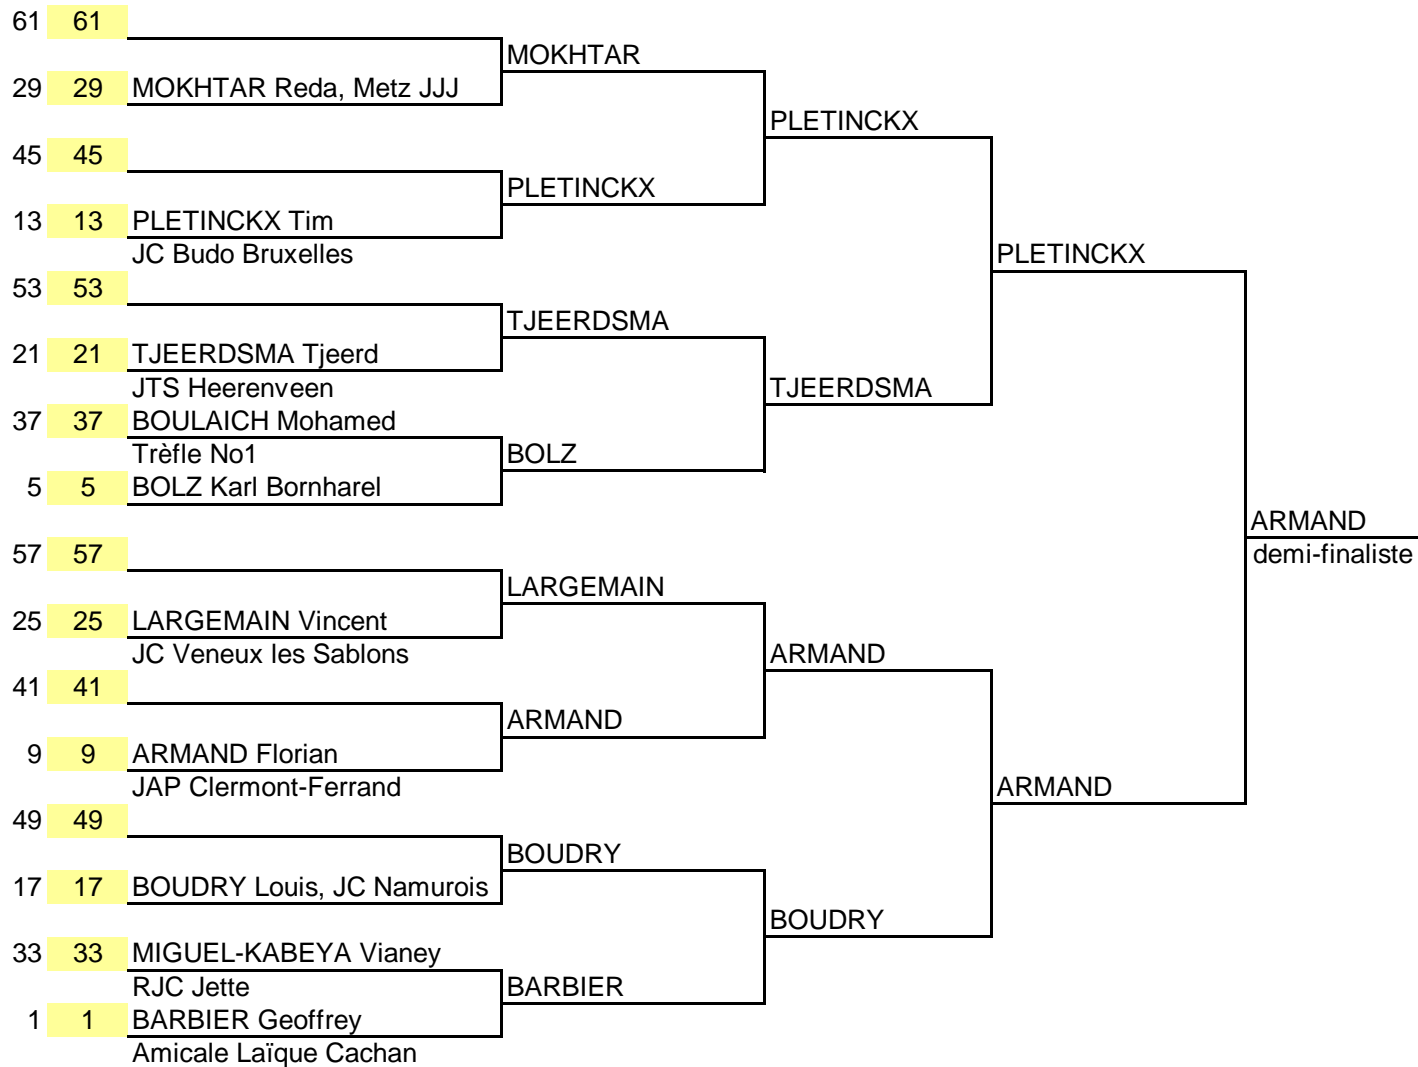 61 61
MOKHTAR
29 29 MOKHTAR Reda, Metz JJJ
PLETINCKX
45 45
PLETINCKX
13 13 PLETINCKX Tim
JC Budo Bruxelles
PLETINCKX
53 53
TJEERDSMA
21 21 TJEERDSMA Tjeerd
JTS Heerenveen
TJEERDSMA
37 37 BOULAICH Mohamed
Trèfle No1
BOLZ
5 5 BOLZ Karl Bornharel
ARMAND
57 57
demi-finaliste
LARGEMAIN
25 25 LARGEMAIN Vincent
JC Veneux les Sablons
ARMAND
41 41
ARMAND
9 9 ARMAND Florian
JAP Clermont-Ferrand
ARMAND
49 49
BOUDRY
17 17 BOUDRY Louis, JC Namurois
BOUDRY
33 33 MIGUEL-KABEYA Vianey
RJC Jette
BARBIER
1 1 BARBIER Geoffrey
Amicale Laïque Cachan